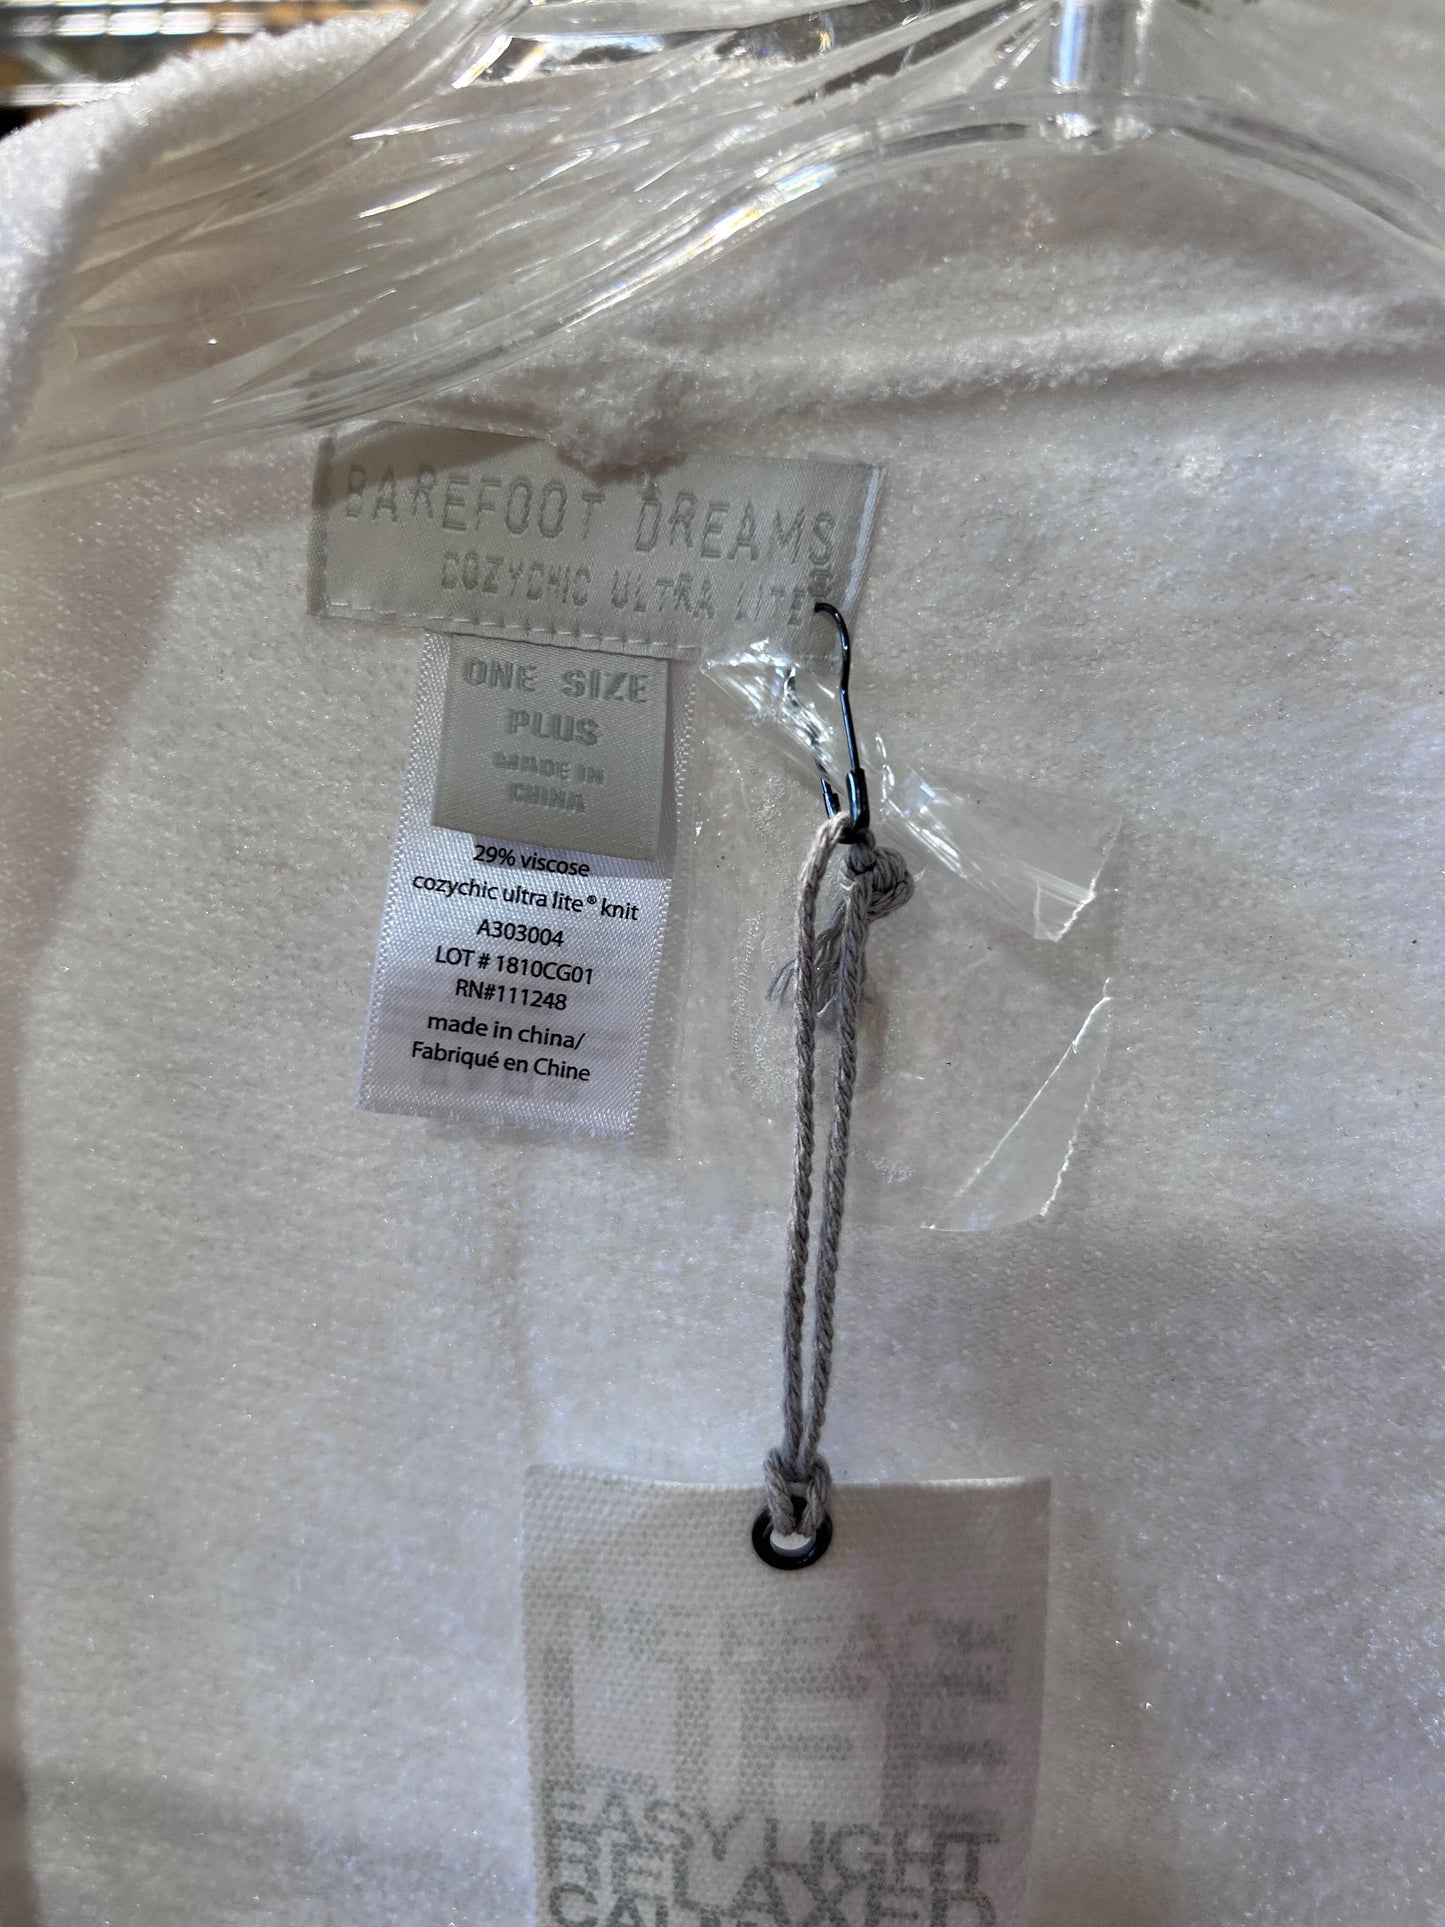 BAREFOOT DREAMS
COZYCHIC ULTRA LITE®
ONE SIZE
PLUS
MADE IN
CHINA
29% viscose
cozychic ultra lite® knit
A303004
LOT # 1810CG01
RN#111248
made in china/
Fabriqué en Chine
LIFE
EASY LIGHT
RELAXED